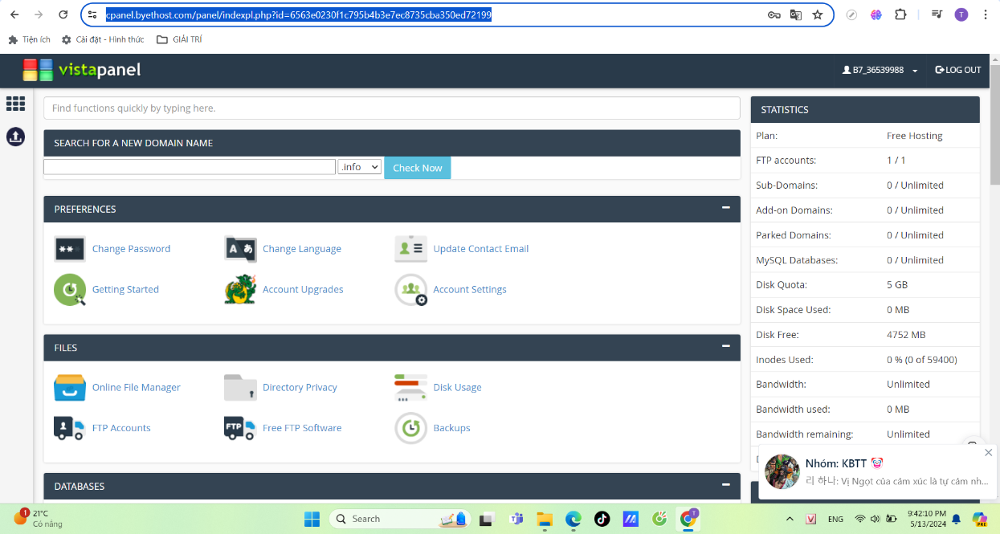 cpanel.byethost.com/panel/indexpl.php?id=6563e0230f1c795b4b3e7ec8735cba350ed72199
T
Tiện ích
Cài đặt - Hình thức
GIẢI TRÍ
vistapanel
B7_36539988
LOG OUT
Find functions quickly by typing here.
SEARCH FOR A NEW DOMAIN NAME
.info
Check Now
PREFERENCES
Change Password
Change Language
Update Contact Email
Getting Started
Account Upgrades
Account Settings
FILES
Online File Manager
Directory Privacy
Disk Usage
FTP Accounts
FTP
Free FTP Software
Backups
DATABASES
STATISTICS
Plan: Free Hosting
FTP accounts: 1 / 1
Sub-Domains: 0 / Unlimited
Add-on Domains: 0 / Unlimited
Parked Domains: 0 / Unlimited
MySQL Databases: 0 / Unlimited
Disk Quota: 5 GB
Disk Space Used: 0 MB
Disk Free: 4752 MB
Inodes Used: 0 % (0 of 59400)
Bandwidth: Unlimited
Bandwidth used: 0 MB
Bandwidth remaining: Unlimited
Nhóm: KBTT 🤡
리 하나: Vị Ngọt của cảm xúc là tự cảm nh...
1
21°C
Có nắng
Search
ENG
9:42:10 PM
5/13/2024
PRE